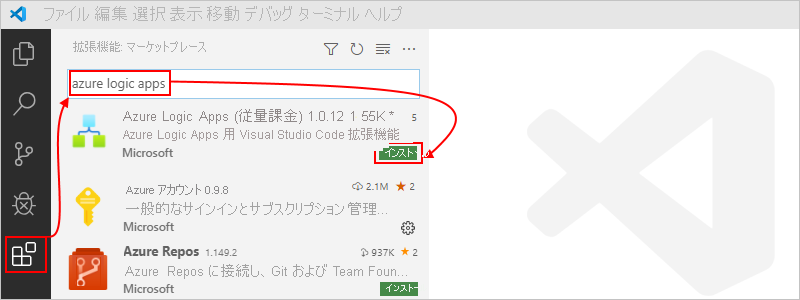 ファイル 編集 選択 表示 移動 デバッグ ターミナル ヘルプ
拡張機能: マーケットプレース
azure logic apps
Azure Logic Apps (従量課金) 1.0.12 1 55K * 5
Azure Logic Apps 用 Visual Studio Code 拡張機能
Microsoft インストー
Azure アカウント 0.9.8 2.1M ★ 2
一般的なサインインとサブスクリプション管理...
Microsoft
Azure Repos 1.149.2 937K ★ 2
Azure Repos に接続し、Git および Team Foun...
Microsoft インストー